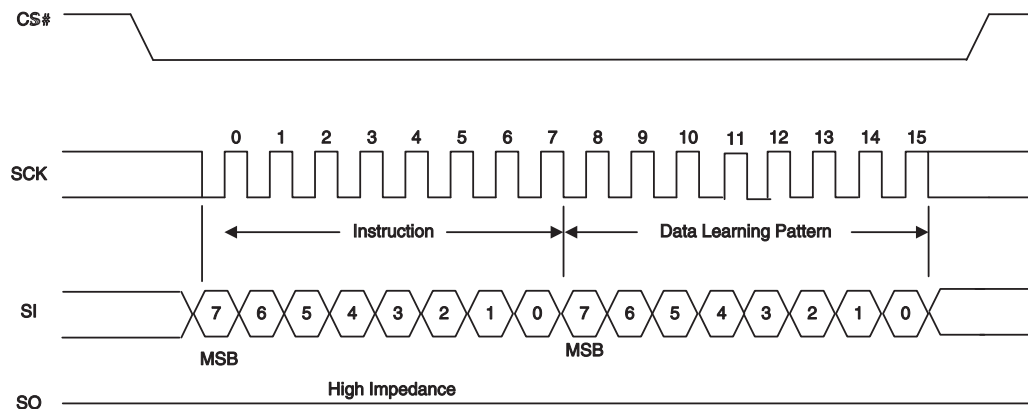 CS#
0 1 2 3 4 5 6 7 8 9 10 11 12 13 14 15
SCK
Instruction Data Learning Pattern
SI 7 6 5 4 3 2 1 0 7 6 5 4 3 2 1 0
MSB MSB
High Impedance
SO